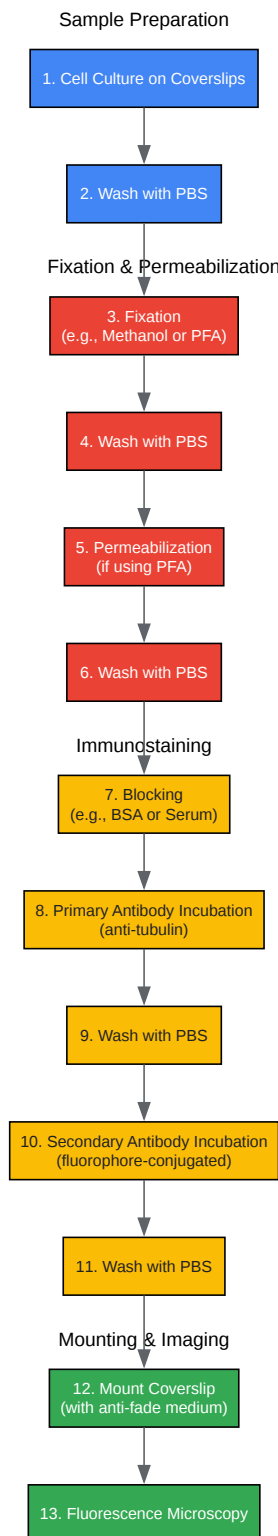 Sample Preparation
1. Cell Culture on Coverslips
2. Wash with PBS
Fixation & Permeabilization
3. Fixation
(e.g., Methanol or PFA)
4. Wash with PBS
5. Permeabilization
(if using PFA)
6. Wash with PBS
Immunostaining
7. Blocking
(e.g., BSA or Serum)
8. Primary Antibody Incubation
(anti-tubulin)
9. Wash with PBS
10. Secondary Antibody Incubation
(fluorophore-conjugated)
11. Wash with PBS
Mounting & Imaging
12. Mount Coverslip
(with anti-fade medium)
13. Fluorescence Microscopy